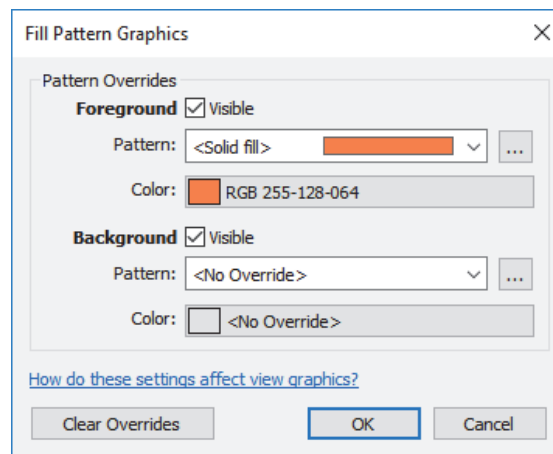 Fill Pattern Graphics
Pattern Overrides
Foreground Visible
Pattern: <Solid fill> ...
Color: RGB 255-128-064
Background Visible
Pattern: <No Override> ...
Color: <No Override>
How do these settings affect view graphics?
Clear Overrides OK Cancel